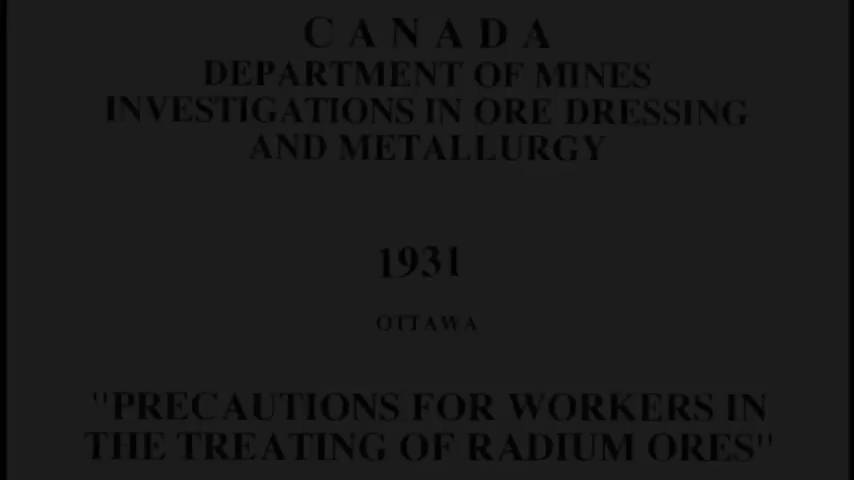 CANADA
DEPARTMENT OF MINES
INVESTIGATIONS IN ORE DRESSING
AND METALLURGY
1931
OTTAWA
"PRECAUTIONS FOR WORKERS IN
THE TREATING OF RADIUM ORES"